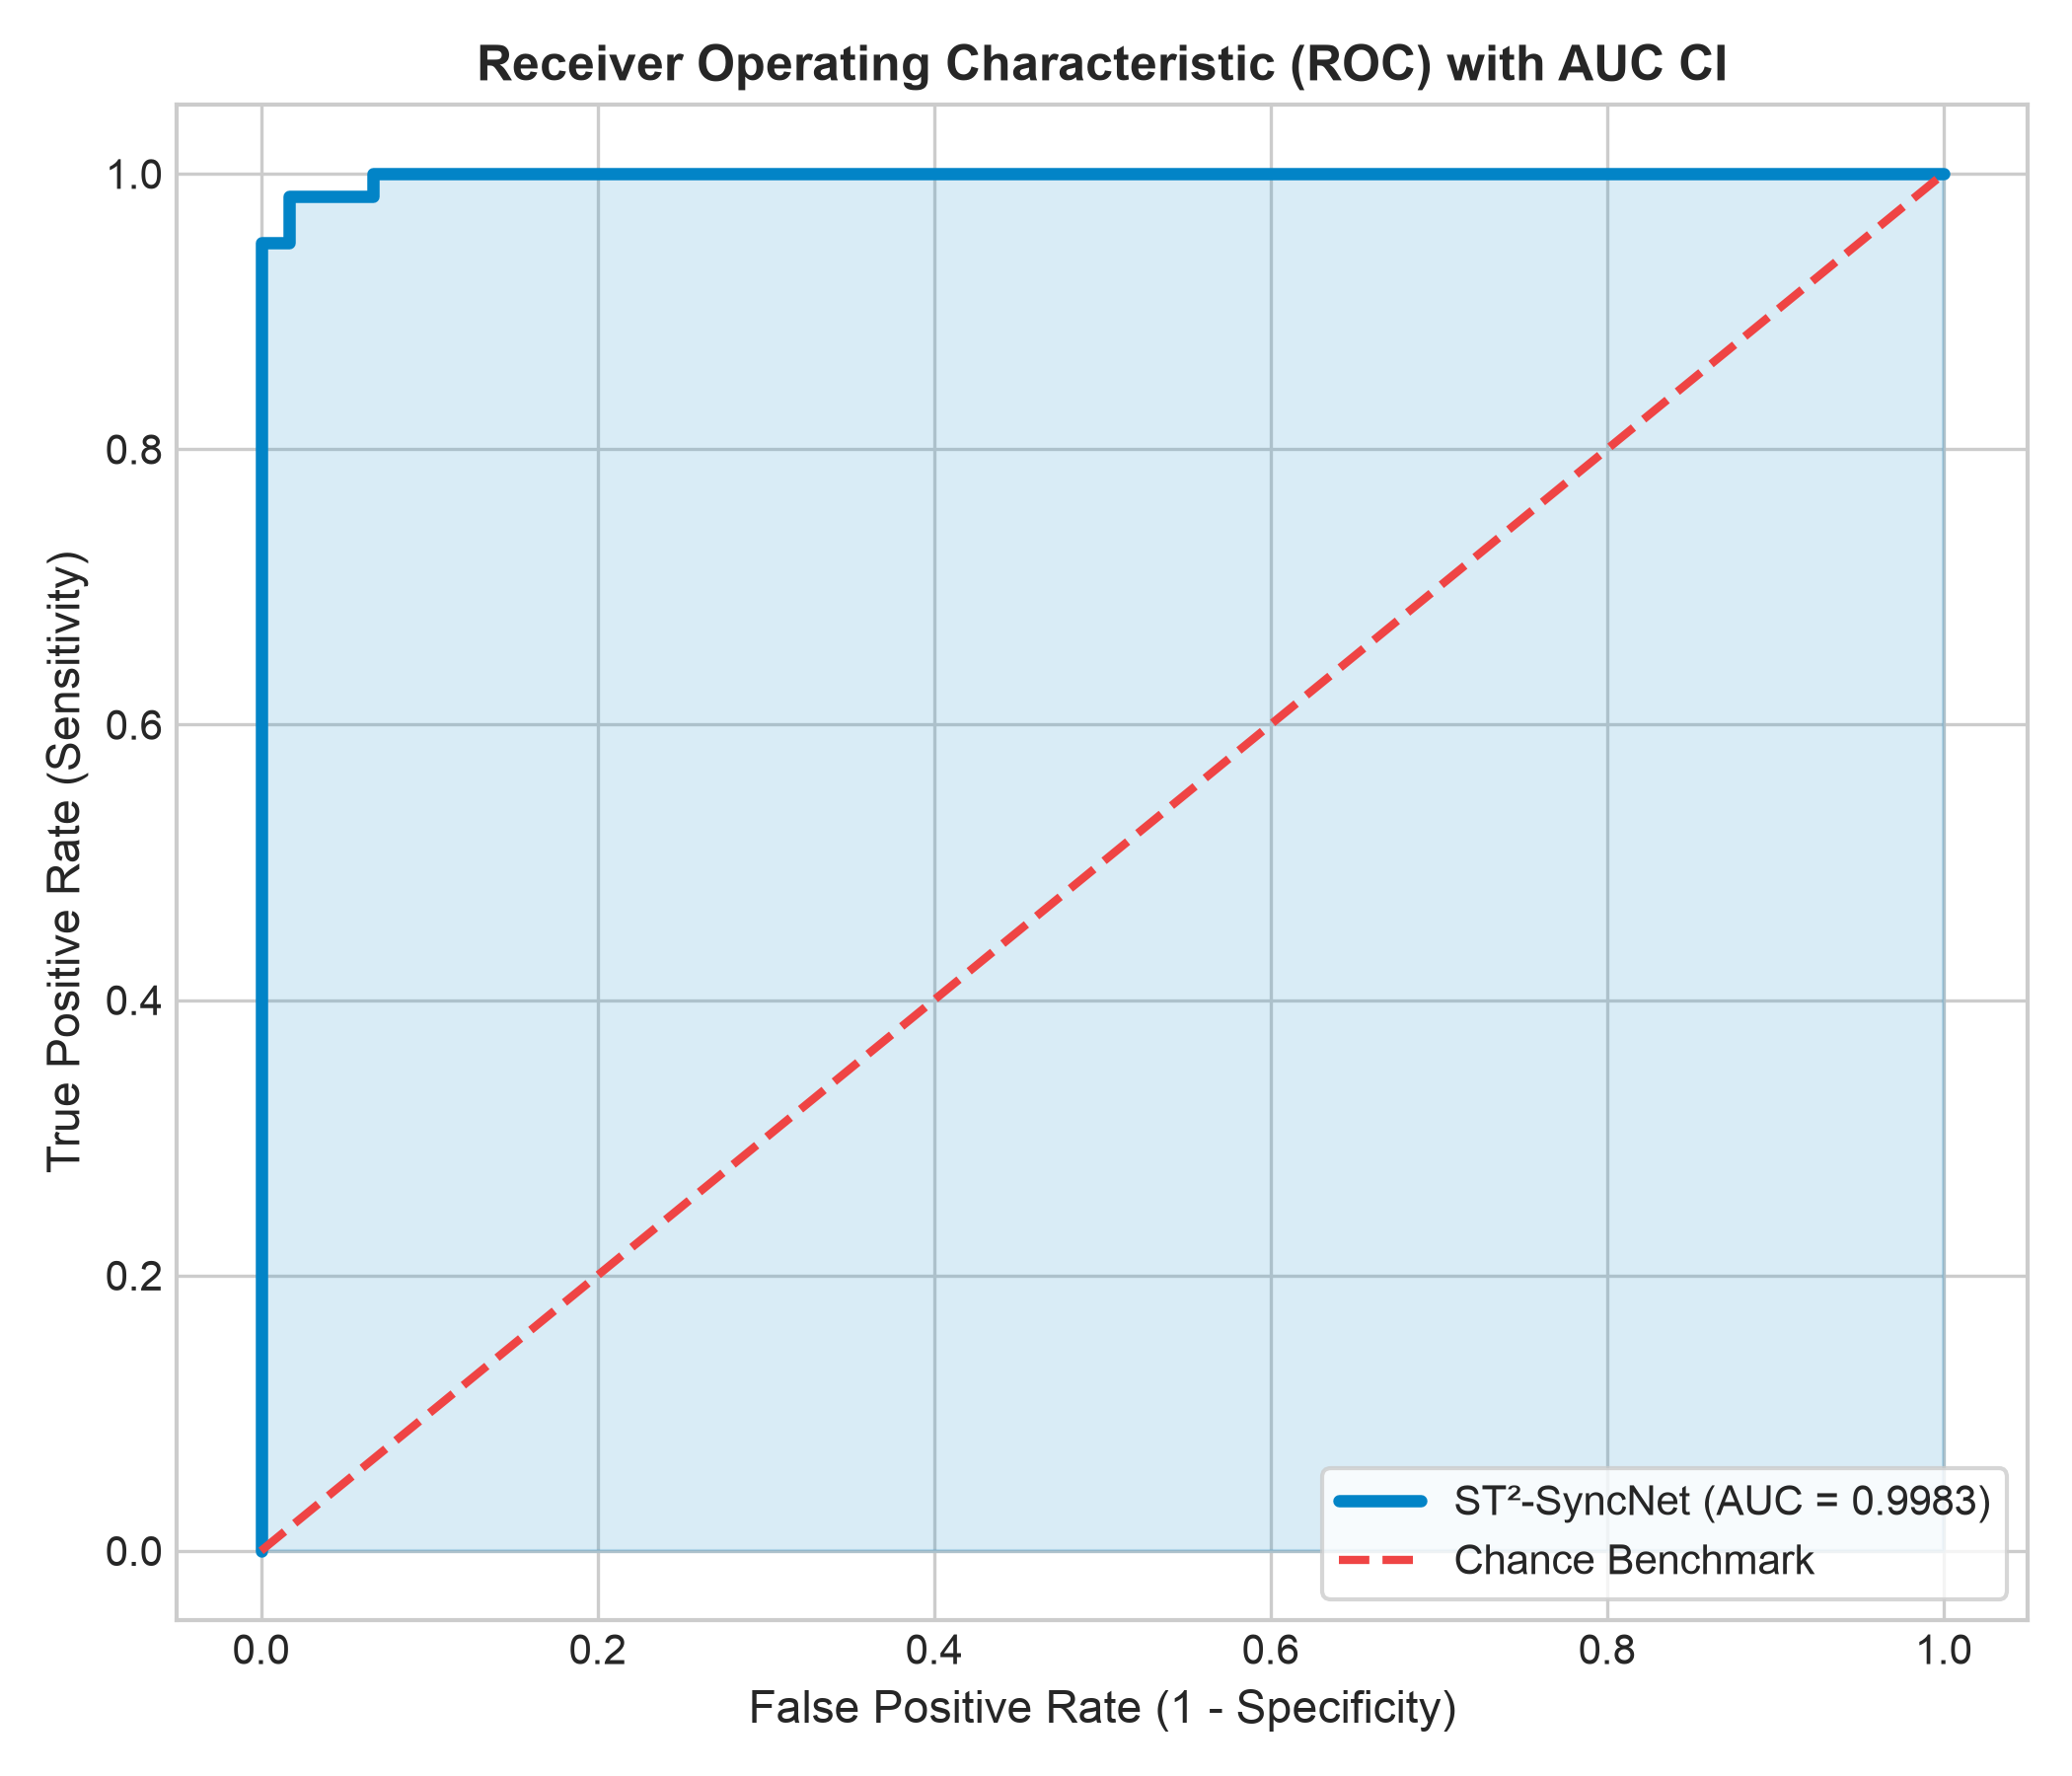 Receiver Operating Characteristic (ROC) with AUC CI
True Positive Rate (Sensitivity)
1.0
0.8
0.6
0.4
0.2
0.0
ST²-SyncNet (AUC = 0.9983)
Chance Benchmark
0.0 0.2 0.4 0.6 0.8 1.0
False Positive Rate (1 - Specificity)